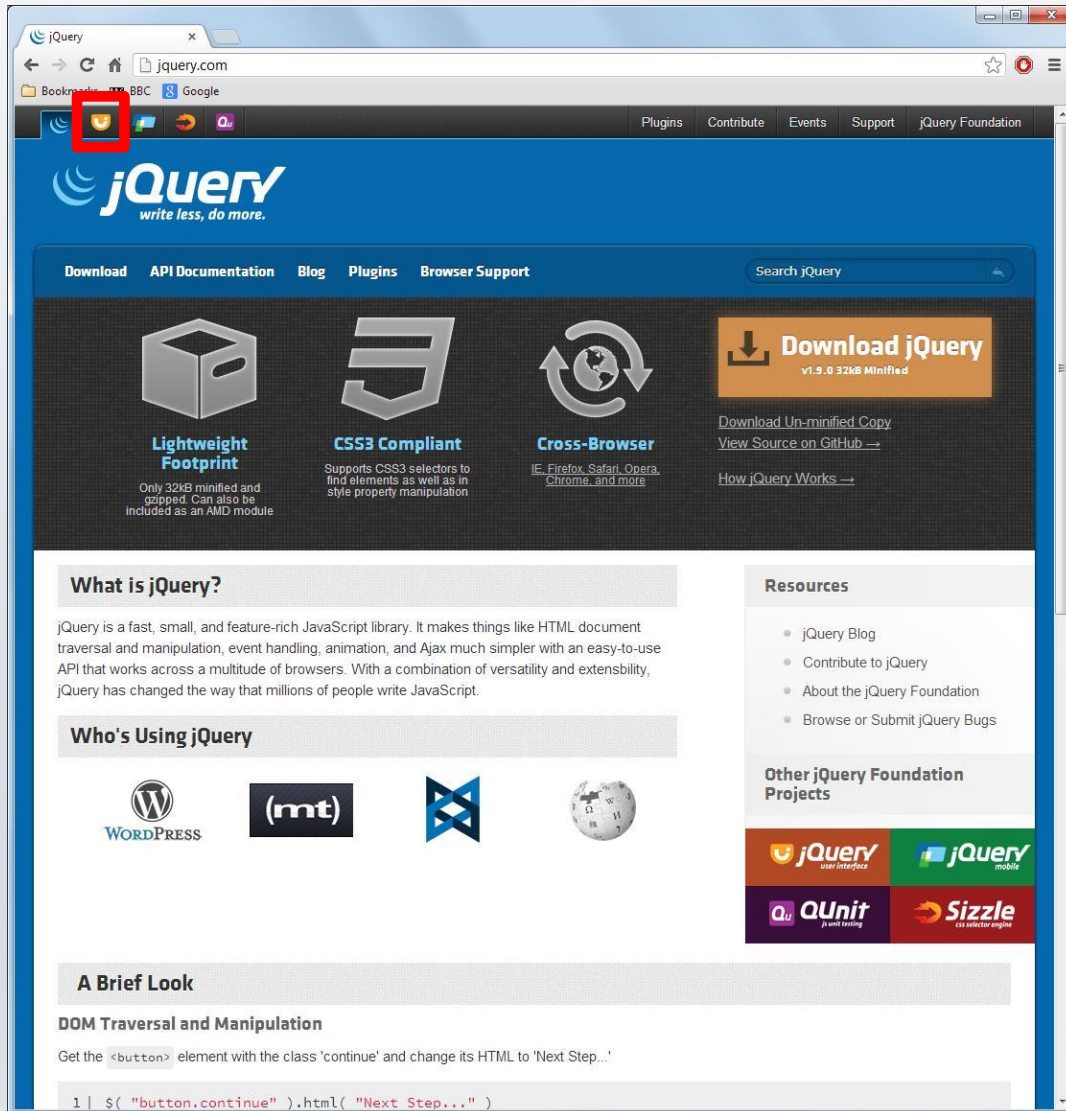 jQuery
jquery.com
Bookmarks BBC Google
Plugins Contribute Events Support jQuery Foundation
jQuery
write less, do more.
Download API Documentation Blog Plugins Browser Support Search jQuery
Lightweight
Footprint
Only 32kB minified and
gzipped. Can also be
included as an AMD module
CSS3 Compliant
Supports CSS3 selectors to
find elements as well as in
style property manipulation
Cross-Browser
IE, Firefox, Safari, Opera,
Chrome, and more
Download jQuery
v1.9.0 32kB Minified
Download Un-minified Copy
View Source on GitHub →
How jQuery Works →
What is jQuery?
jQuery is a fast, small, and feature-rich JavaScript library. It makes things like HTML document
traversal and manipulation, event handling, animation, and Ajax much simpler with an easy-to-use
API that works across a multitude of browsers. With a combination of versatility and extensbility,
jQuery has changed the way that millions of people write JavaScript.
Who's Using jQuery
WORDPRESS
(mt)
Resources
jQuery Blog
Contribute to jQuery
About the jQuery Foundation
Browse or Submit jQuery Bugs
Other jQuery Foundation
Projects
jQuery
user interface
jQuery
mobile
Qu QUnit
js unit testing
Sizzle
css selector engine
A Brief Look
DOM Traversal and Manipulation
Get the <button> element with the class 'continue' and change its HTML to 'Next Step...'
1| $( "button.continue" ).html( "Next Step..." )